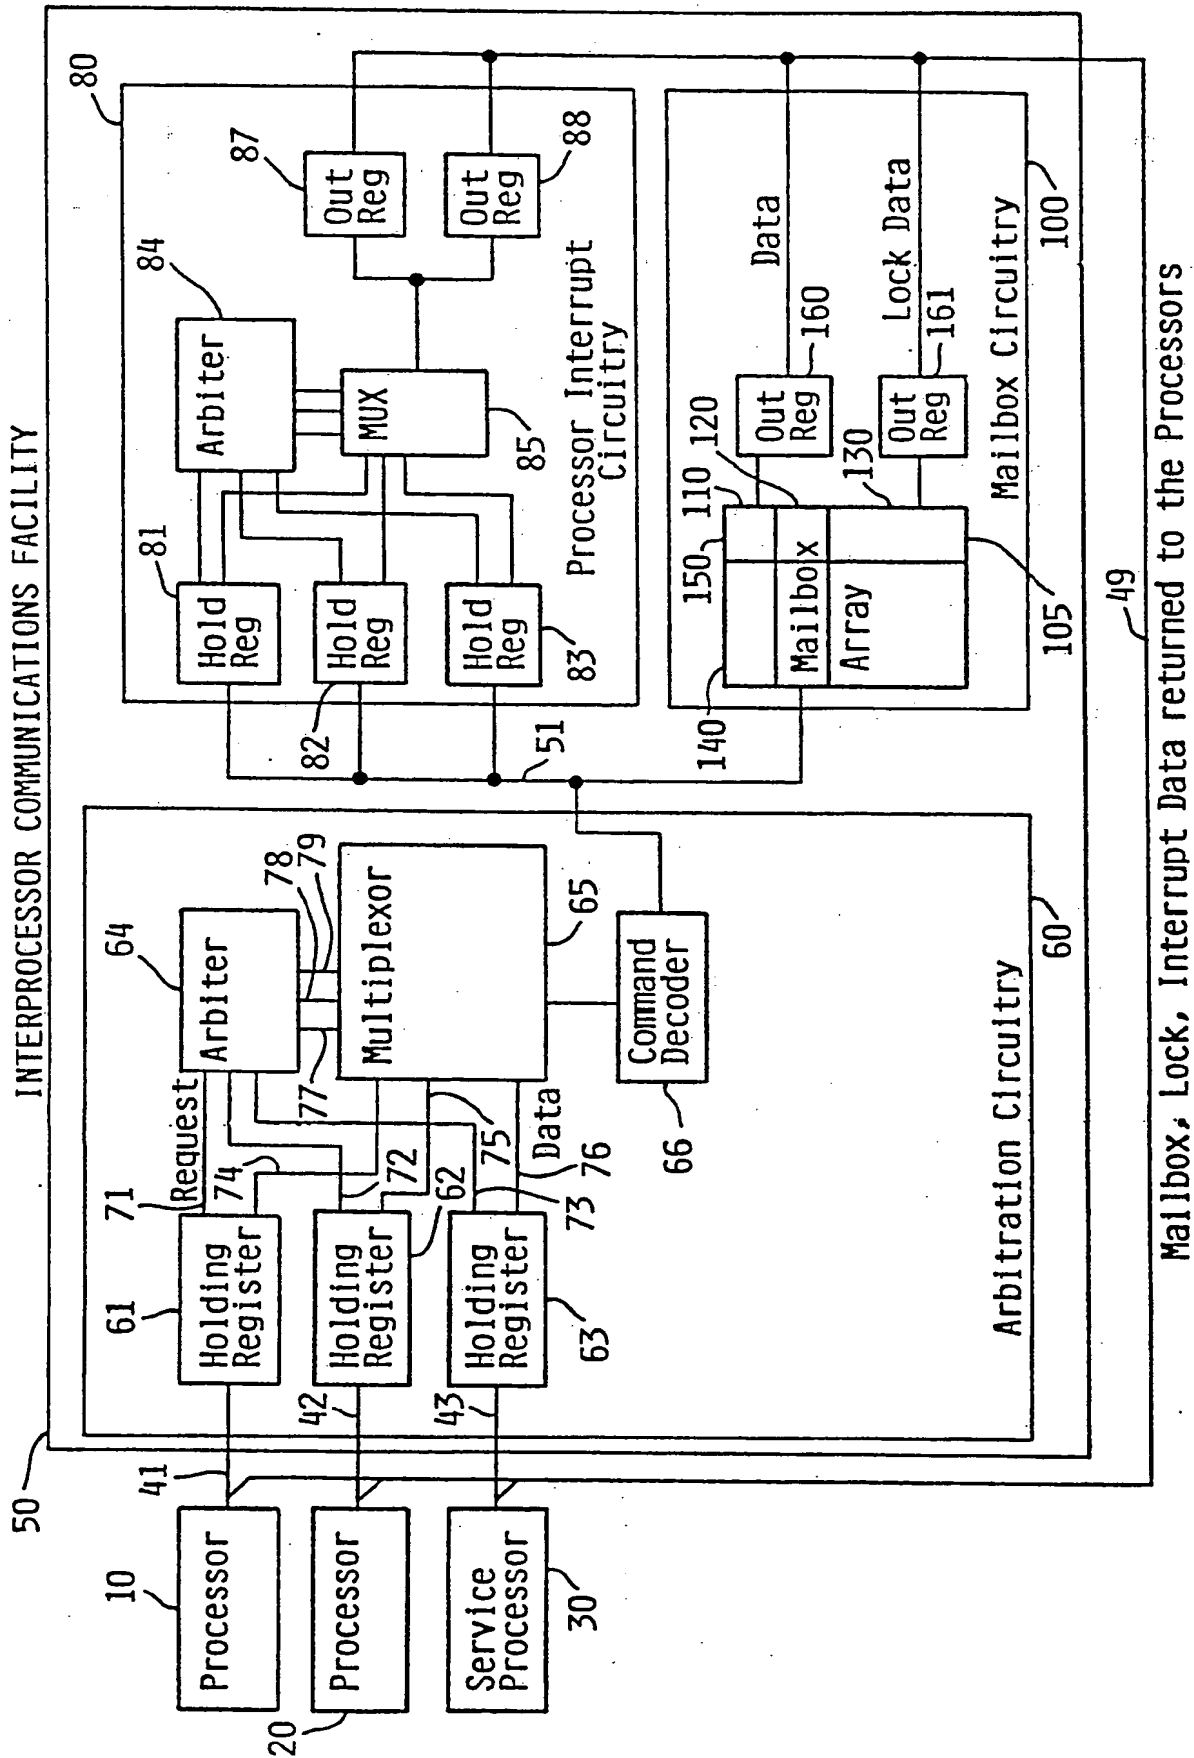 INTERPROCESSOR COMMUNICATIONS FACILITY
50
10
Processor
20
Processor
Service
Processor
30
41
42
43
61
Holding
Register
Holding
Register
62
Holding
Register
63
71
Request
74
72
75
Data
73
76
64
Arbiter
77
78
79
Multiplexor
65
Command
Decoder
66
Arbitration Circuitry
60
51
80
81
Hold
Reg
82
Hold
Reg
Hold
Reg
83
84
Arbiter
MUX
85
87
Out
Reg
Out
Reg
88
Processor Interrupt
Circuitry
140
150
110
120
130
Mailbox
Array
105
Out
Reg
160
Data
Out
Reg
161
Lock Data
Mailbox Circuitry
100
49
Mailbox, Lock, Interrupt Data returned to the Processors